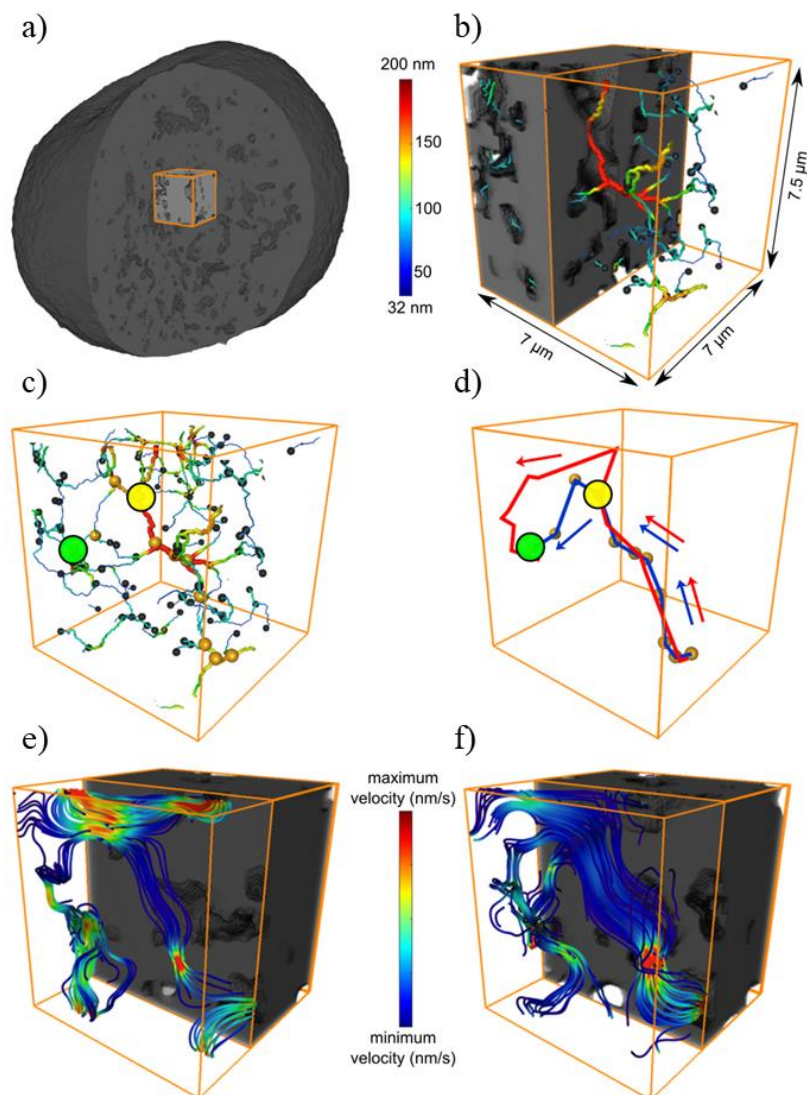 a)
b)
200 nm
150
100
50
32 nm
7.5 µm
7 µm
7 µm
c)
d)
e)
f)
maximum
velocity (nm/s)
minimum
velocity (nm/s)